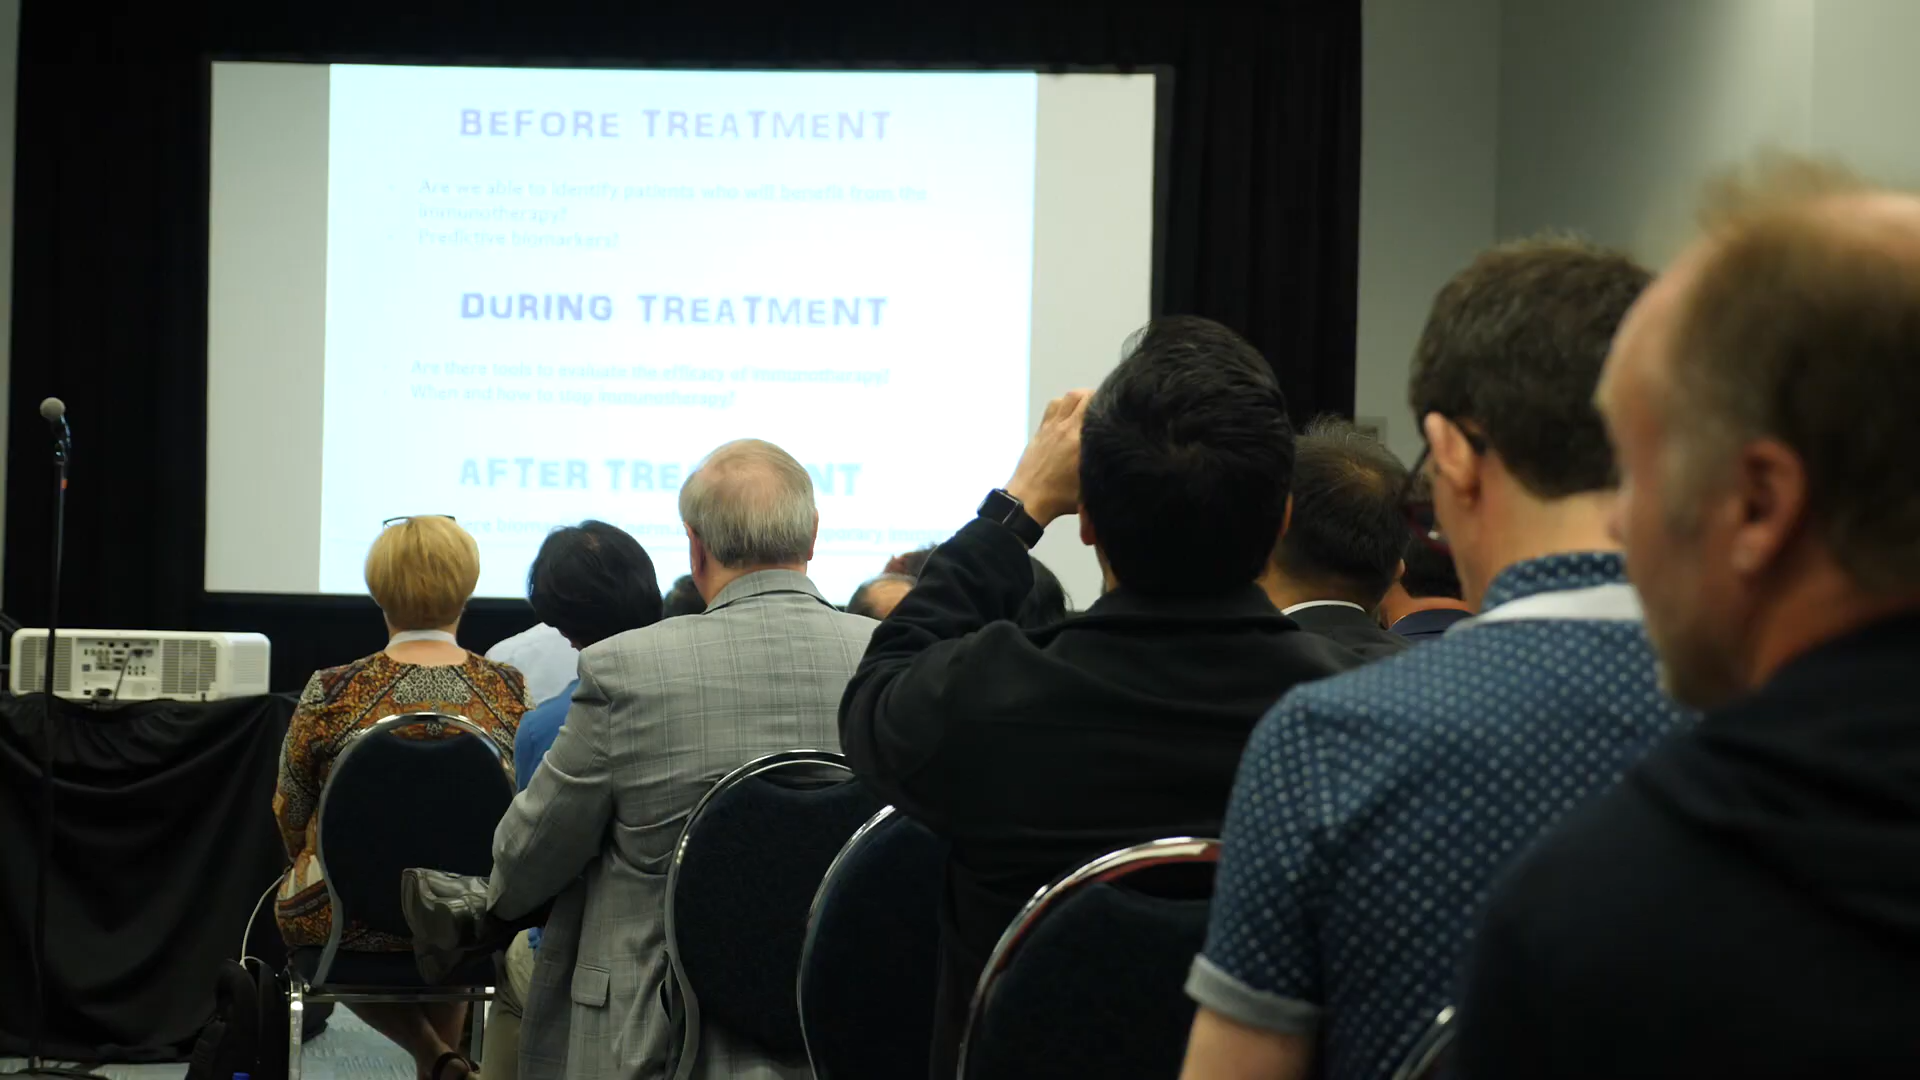 BEFORE TREATMENT
Are we able to identify patients who will benefit from the
immunotherapy?
Predictive biomarkers?
DURING TREATMENT
Are there tools to evaluate the efficacy of immunotherapy?
When and how to stop immunotherapy?
AFTER